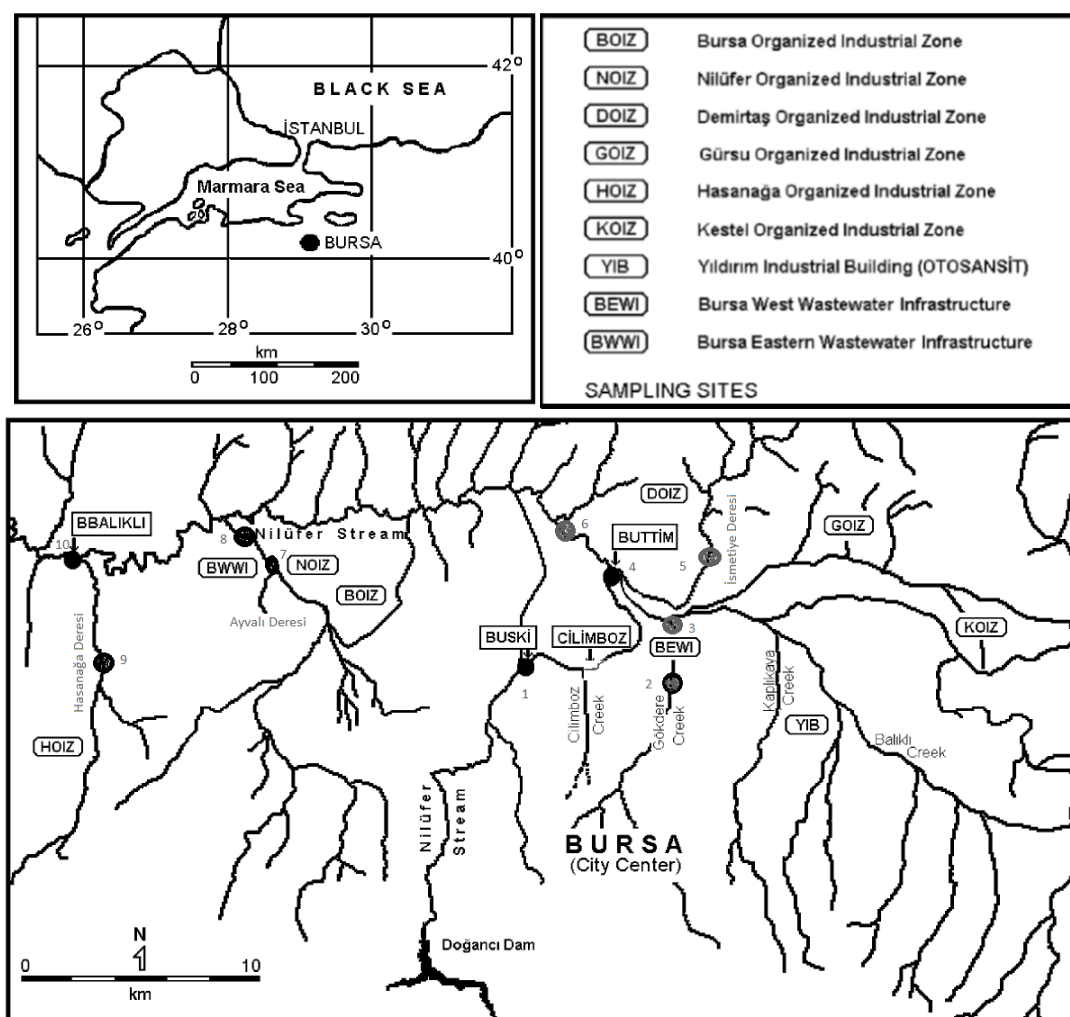 BLACK SEA
42°
İSTANBUL
Marmara Sea
BURSA
40°
26° 28° 30°
km
0 100 200
BOIZ Bursa Organized Industrial Zone
NOIZ Nilüfer Organized Industrial Zone
DOIZ Demirtaş Organized Industrial Zone
GOIZ Gürsu Organized Industrial Zone
HOIZ Hasanağa Organized Industrial Zone
KOIZ Kestel Organized Industrial Zone
YIB Yıldırım Industrial Building (OTOSANSİT)
BEWI Bursa West Wastewater Infrastructure
BWWI Bursa Eastern Wastewater Infrastructure
SAMPLING SITES
BBALIKLI
10
8
Nilüfer Stream
7
BWWI
NOIZ
BOIZ
Ayvalı Deresi
Hasanağa Deresi
9
HOIZ
6
DOIZ
BUTTİM
4
5
İsmetiye Deresi
GOIZ
KOIZ
3
BUSKİ
CİLİMBOZ
BEWI
1
2
Cilimboz
Creek
Gökdere
Creek
Kaplıkaya
Creek
YIB
Balıklı
Creek
Nilüfer
Stream
BURSA
(City Center)
Doğancı Dam
N
0 10
km